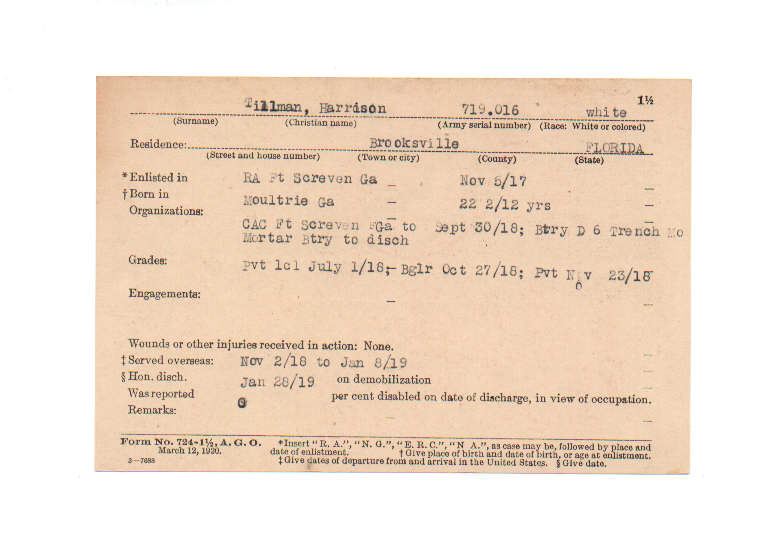 1½
Tillman, Harrison 719.016 white
(Surname) (Christian name) (Army serial number) (Race: White or colored)
Residence: Brooksville FLORIDA
(Street and house number) (Town or city) (County) (State)
*Enlisted in RA Ft Screven Ga – Nov 5/17
†Born in Moultrie Ga – 22 2/12 yrs
Organizations: CAC Ft Screven Ga to Sept 30/18; Btry D 6 Trench Mo
Mortar Btry to disch
Grades: Pvt 1cl July 1/18; Bglr Oct 27/18; Pvt Nov 23/18
Engagements: –
Wounds or other injuries received in action: None.
‡Served overseas: Nov 2/18 to Jan 8/19
§Hon. disch. Jan 28/19 on demobilization
Was reported 0 per cent disabled on date of discharge, in view of occupation.
Remarks:
Form No. 724-1½, A. G. O. *Insert "R. A.", "N. G.", "E. R. C.", "N A.", as case may be, followed by place and
March 12, 1920. date of enlistment. †Give place of birth and date of birth, or age at enlistment.
3—7688 ‡Give dates of departure from and arrival in the United States. §Give date.